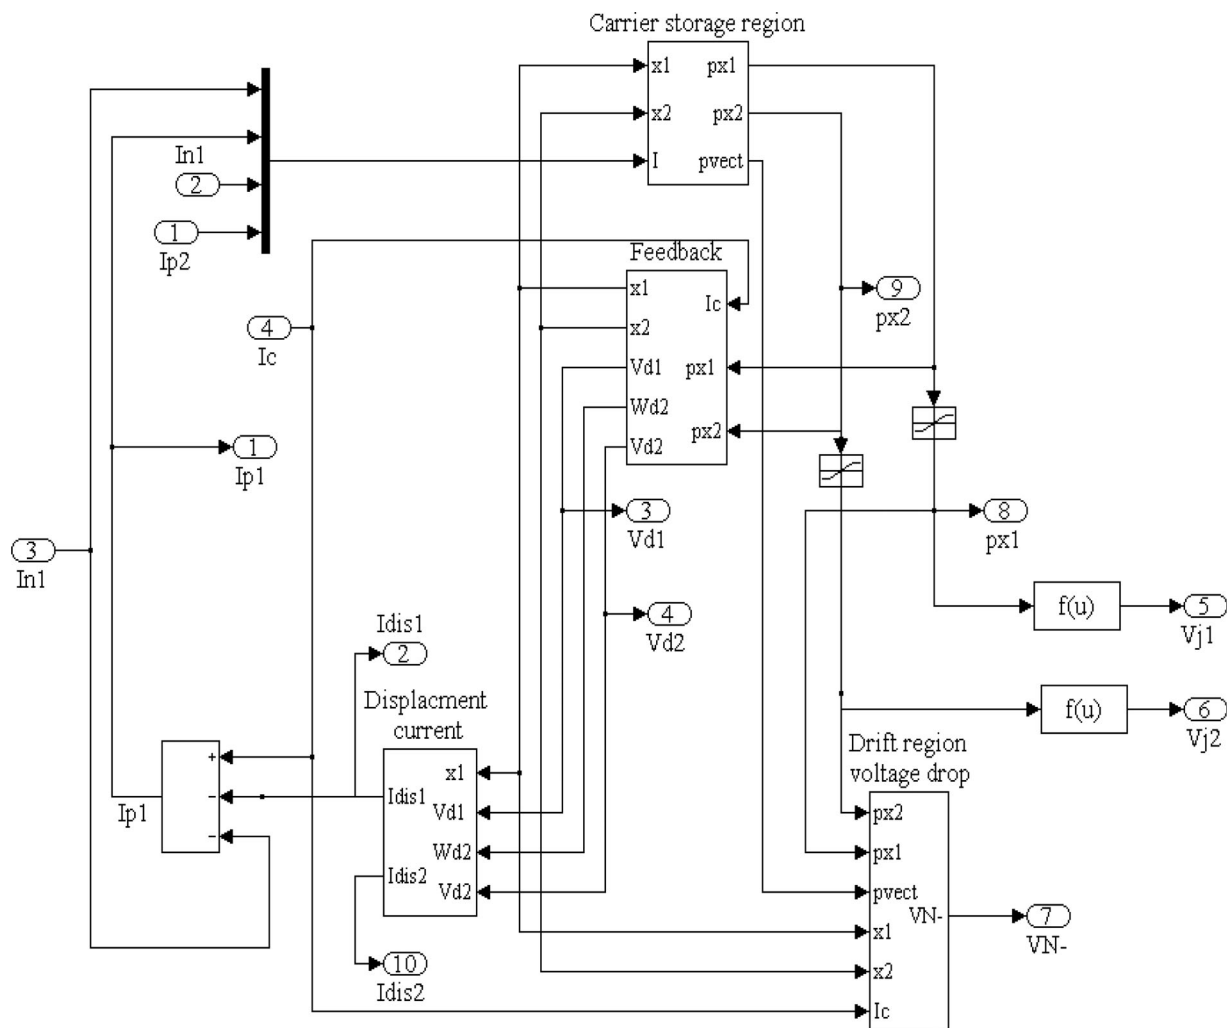 Carrier storage region
x1
px1
x2
px2
I
pvect
In1
2
1
Ip2
Feedback
x1
Ic
x2
Vd1
px1
Wd2
px2
Vd2
9
px2
4
Ic
1
Ip1
3
Vd1
8
px1
3
In1
f(u)
5
Vj1
4
Vd2
Idis1
2
f(u)
6
Vj2
Displacment
current
x1
Idis1
Vd1
Wd2
Idis2
Vd2
+
−
−
Ip1
Drift region
voltage drop
px2
px1
pvect
VN-
x1
x2
Ic
7
VN-
10
Idis2